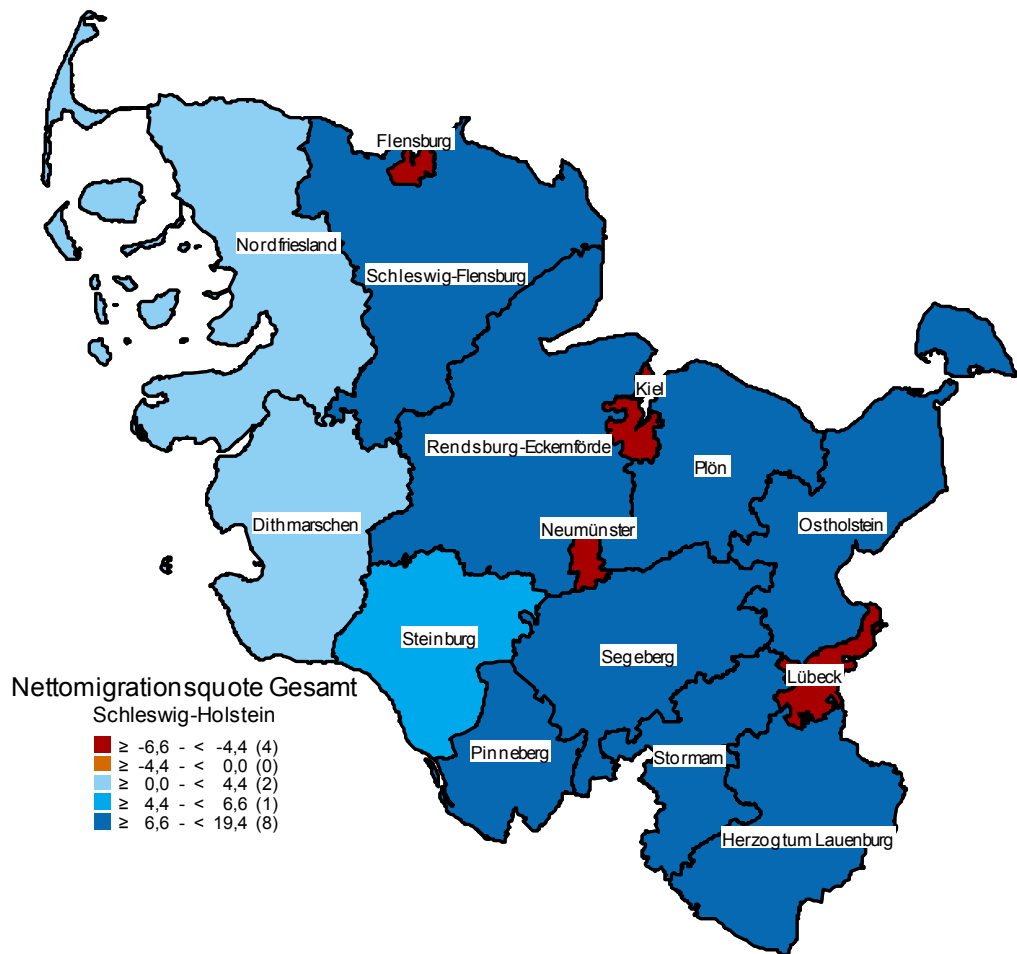 Flensburg
Nordfriesland
Schleswig-Flensburg
Kiel
Rendsburg-Eckernförde
Plön
Dithmarschen
Neumünster
Ostholstein
Steinburg
Segeberg
Lübeck
Nettomigrationsquote Gesamt
Schleswig-Holstein
≥ -6,6 - < -4,4 (4)
≥ -4,4 - < 0,0 (0)
≥ 0,0 - < 4,4 (2)
≥ 4,4 - < 6,6 (1)
≥ 6,6 - < 19,4 (8)
Pinneberg
Stormarn
Herzogtum Lauenburg